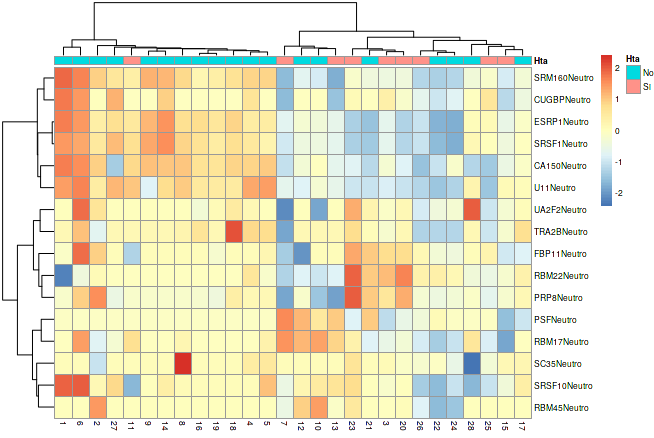 Hta
SRM160Neutro
CUGBPNeutro
ESRP1Neutro
SRSF1Neutro
CA150Neutro
U11Neutro
UA2F2Neutro
TRA2BNeutro
FBP11Neutro
RBM22Neutro
PRP8Neutro
PSFNeutro
RBM17Neutro
SC35Neutro
SRSF10Neutro
RBM45Neutro
1 6 2 27 11 9 14 8 16 19 18 4 5 7 12 10 13 23 21 3 20 26 22 24 28 25 15 17
2
1
0
-1
-2
Hta
No
SI